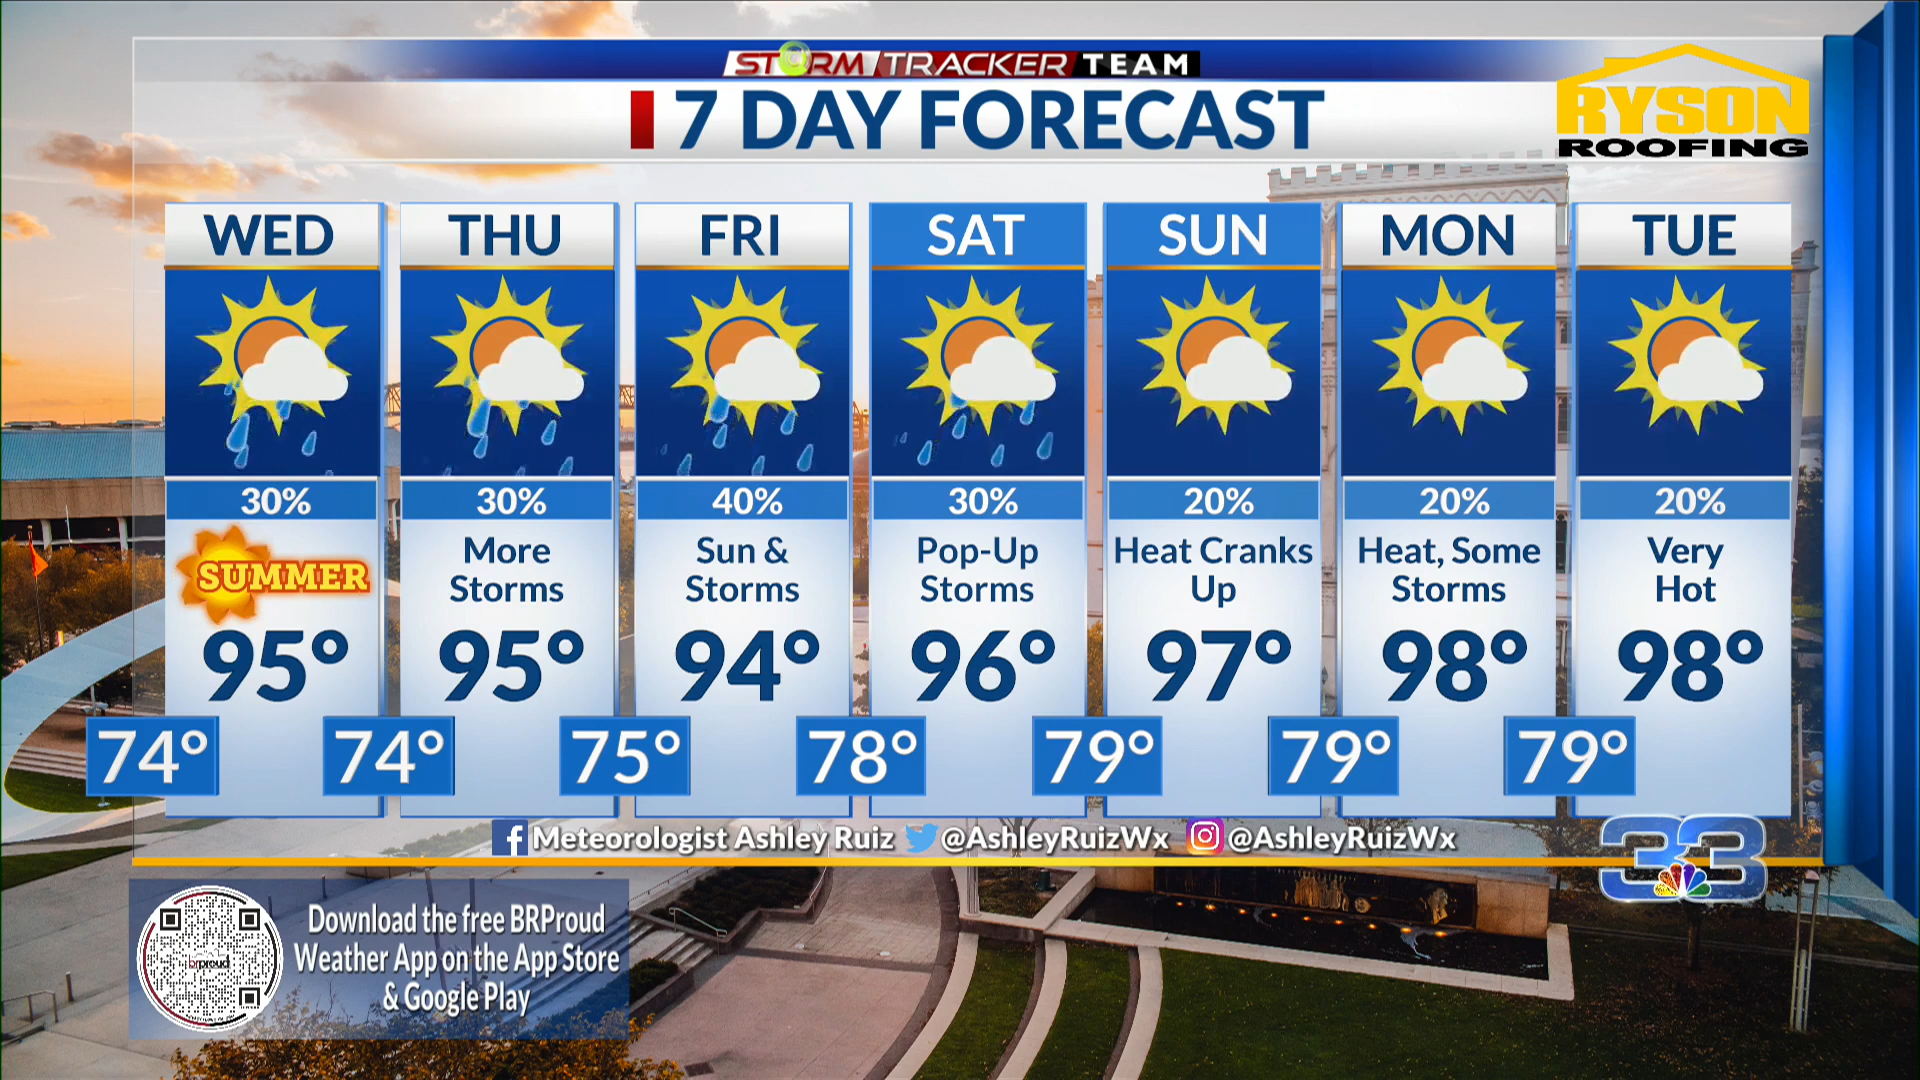 STORM TRACKER TEAM
7 DAY FORECAST
RYSON
ROOFING
WED THU FRI SAT SUN MON TUE
30% 30% 40% 30% 20% 20% 20%
SUMMER
More
Storms
Sun &
Storms
Pop-Up
Storms
Heat Cranks
Up
Heat, Some
Storms
Very
Hot
95° 95° 94° 96° 97° 98° 98°
74° 74° 75° 78° 79° 79° 79°
f Meteorologist Ashley Ruiz @AshleyRuizWx @AshleyRuizWx
33
brproud
Download the free BRProud
Weather App on the App Store
& Google Play